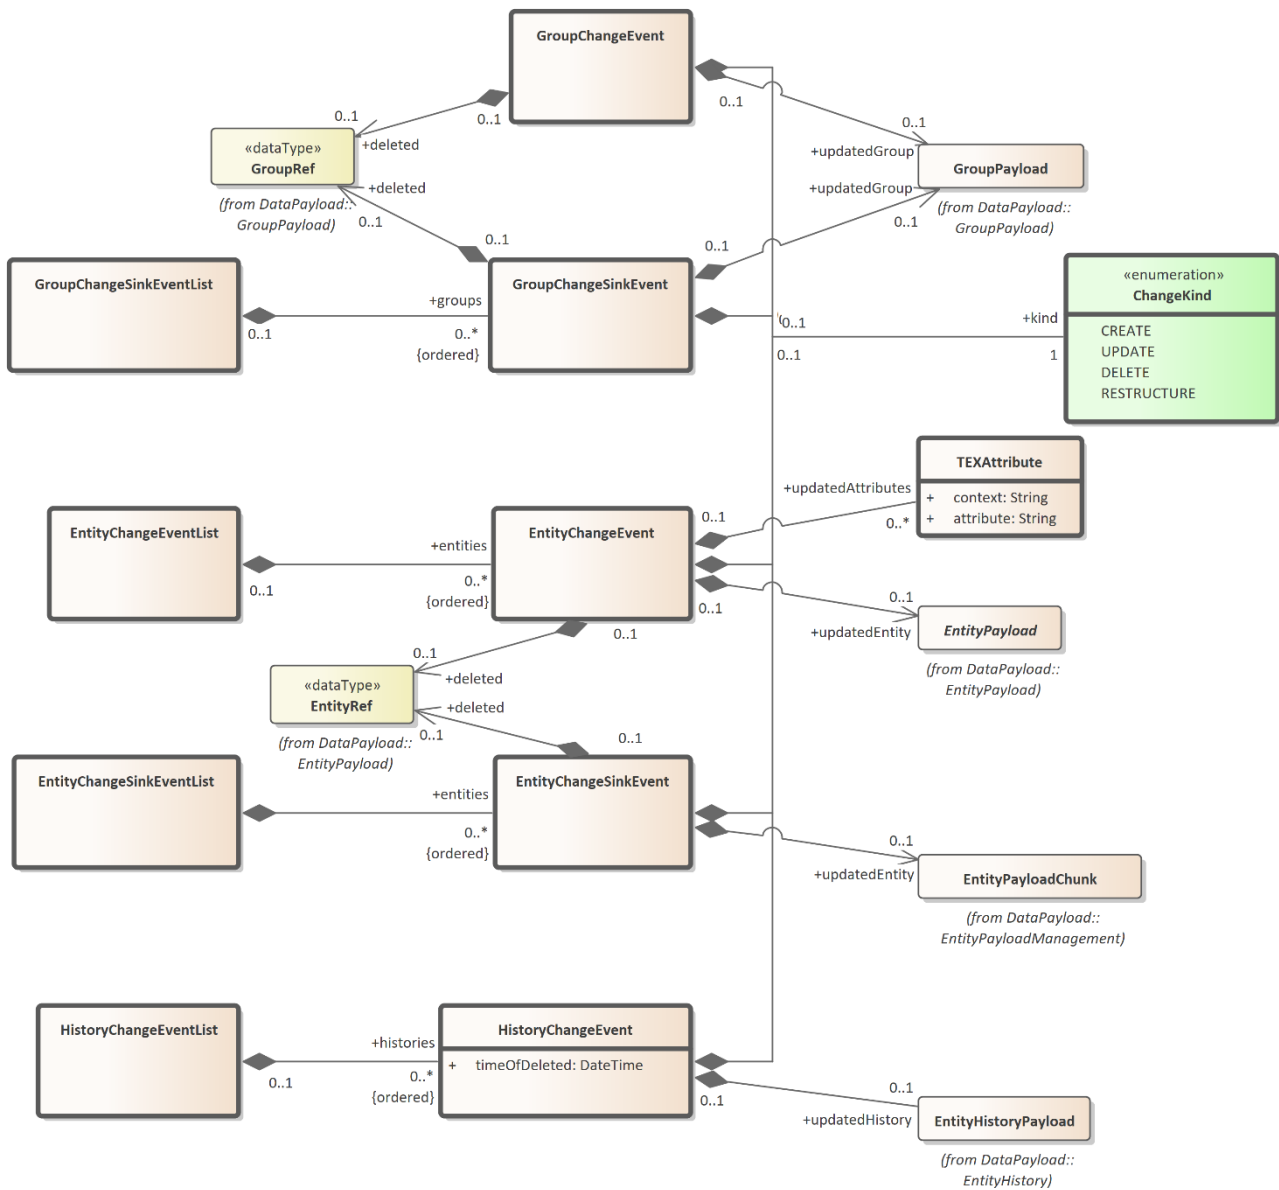 GroupChangeEvent
0..1
0..1
0..1
0..1
+deleted
+updatedGroup
«dataType»
GroupRef
GroupPayload
+deleted
+updatedGroup
(from DataPayload::
GroupPayload)
0..1
0..1
(from DataPayload::
GroupPayload)
0..1
0..1
GroupChangeSinkEventList
GroupChangeSinkEvent
«enumeration»
ChangeKind
+groups
0..1
0..*
{ordered}
0..1
0..1
+kind
1
CREATE
UPDATE
DELETE
RESTRUCTURE
TEXAttribute
+ context: String
+ attribute: String
+updatedAttributes
0..1
0..*
EntityChangeEventList
EntityChangeEvent
+entities
0..1
0..*
{ordered}
0..1
0..1
+updatedEntity
EntityPayload
(from DataPayload::
EntityPayload)
0..1
0..1
+deleted
«dataType»
EntityRef
+deleted
0..1
0..1
(from DataPayload::
EntityPayload)
EntityChangeSinkEventList
EntityChangeSinkEvent
+entities
0..*
{ordered}
0..1
+updatedEntity
EntityPayloadChunk
(from DataPayload::
EntityPayloadManagement)
HistoryChangeEventList
HistoryChangeEvent
+ timeOfDeleted: DateTime
+histories
0..1
0..*
{ordered}
0..1
0..1
+updatedHistory
EntityHistoryPayload
(from DataPayload::
EntityHistory)